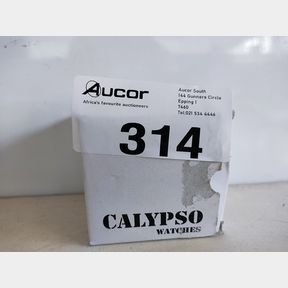 Aucor
Africa's favourite auctioneers
Aucor South
144 Gunners Circle
Epping 1
7460
Tel:021 534 4446
314
CALYPSO
WATCHES